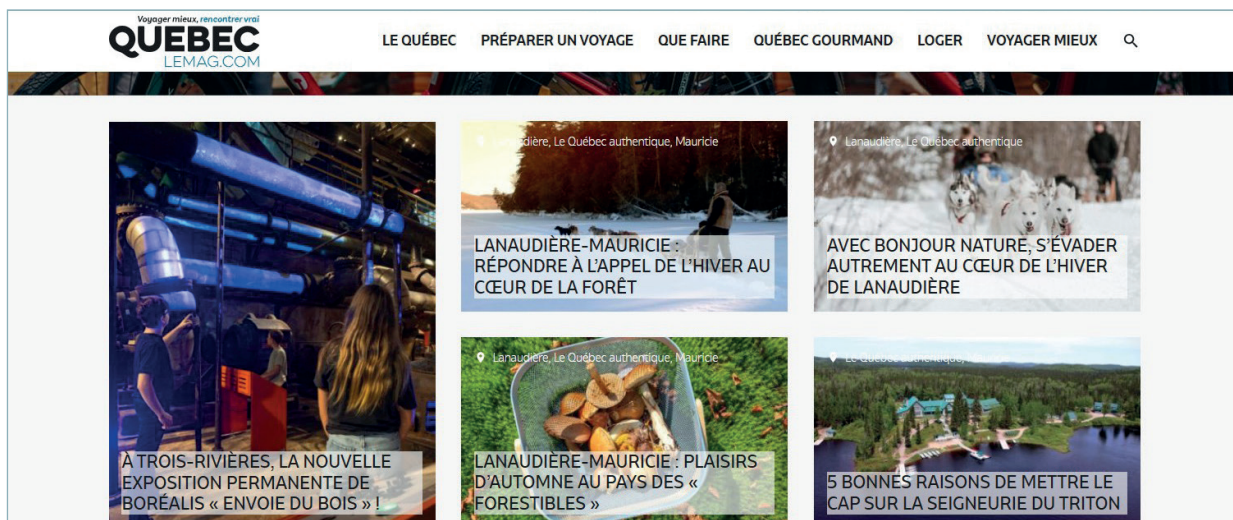 Voyager mieux, rencontrer vrai
QUEBEC
LEMAG.COM
LE QUÉBEC PRÉPARER UN VOYAGE QUE FAIRE QUÉBEC GOURMAND LOGER VOYAGER MIEUX
À TROIS-RIVIÈRES, LA NOUVELLE
EXPOSITION PERMANENTE DE
BORÉALIS « ENVOIE DU BOIS » !
Lanaudière, Le Québec authentique, Mauricie
LANAUDIÈRE-MAURICIE :
RÉPONDRE À L'APPEL DE L'HIVER AU
CŒUR DE LA FORÊT
Lanaudière, Le Québec authentique
AVEC BONJOUR NATURE, S'ÉVADER
AUTREMENT AU CŒUR DE L'HIVER
DE LANAUDIÈRE
Lanaudière, Le Québec authentique, Mauricie
LANAUDIÈRE-MAURICIE : PLAISIRS
D'AUTOMNE AU PAYS DES «
FORESTIBLES »
Le Québec authentique, Mauricie
5 BONNES RAISONS DE METTRE LE
CAP SUR LA SEIGNEURIE DU TRITON